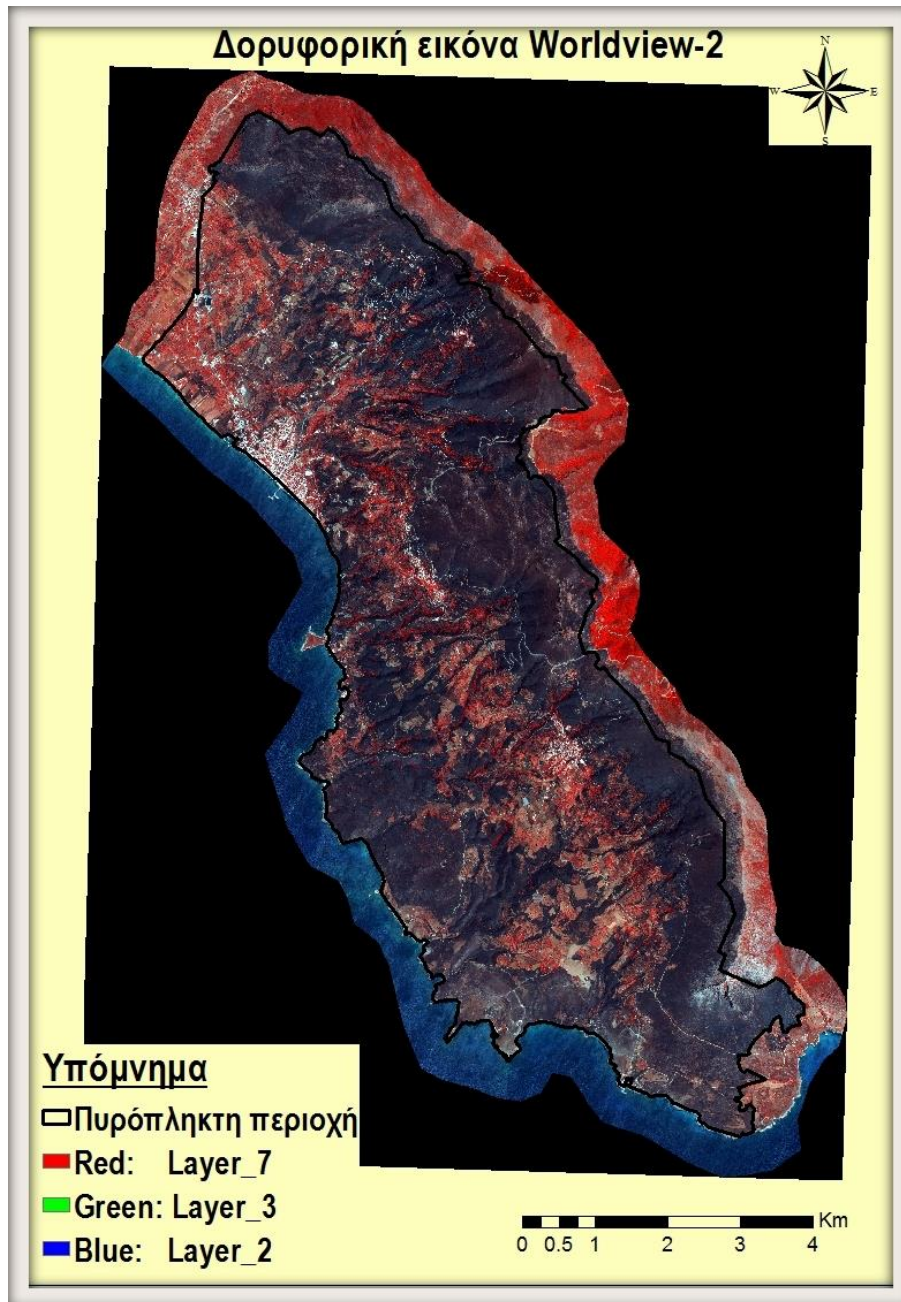 Δορυφορική εικόνα Worldview-2
N
W E
S
Υπόμνημα
Πυρόπληκτη περιοχή
Red: Layer_7
Green: Layer_3
Blue: Layer_2
Km
0 0.5 1 2 3 4